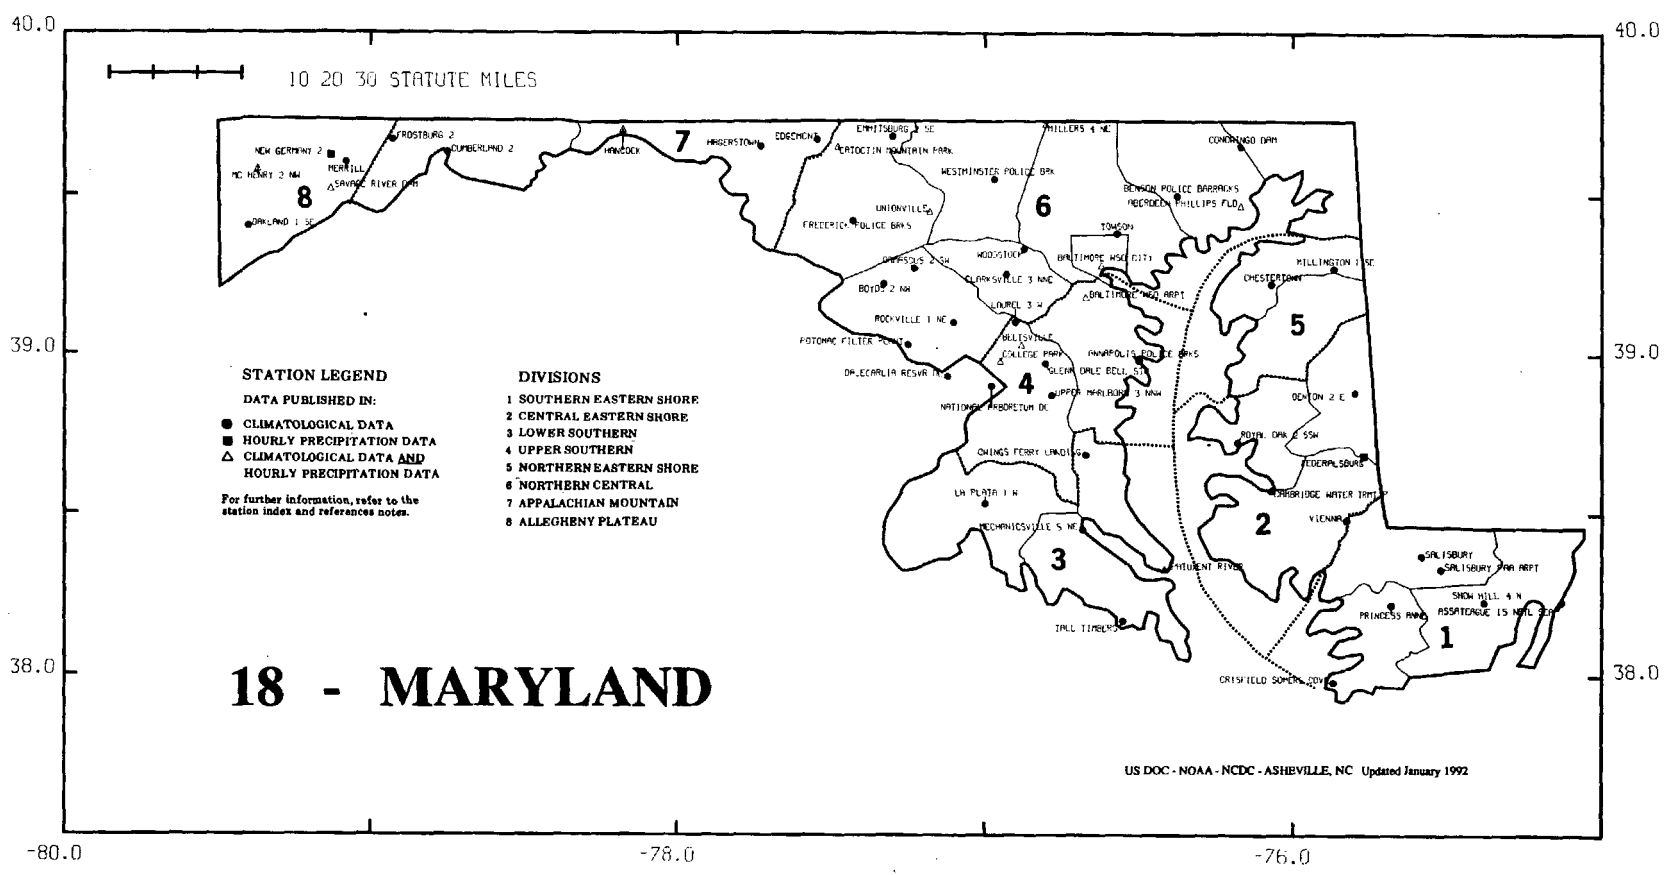 40.0
40.0
10 20 30 STATUTE MILES
FROSTBURG 2
NEW GERMANY 2
CUMBERLAND 2
MERRILL
MC HENRY 2 NW
SAVAGE RIVER DAM
8
OAKLAND 1 SE
HANCOCK
7
HAGERSTOWN
EDGEMONT
EMMITSBURG 2 SE
CATOCTIN MOUNTAIN PARK
MILLERS 4 NE
CONOWINGO DAM
WESTMINSTER POLICE BRK
BENSON POLICE BARRACKS
ABERDEEN PHILLIPS FLD
UNIONVILLE
6
FREDERICK POLICE BRKS
TOWSON
WOODSTOCK
BALTIMORE WSO CITY
DAMASCUS 2 SW
MILLINGTON 1 SE
CLARKSVILLE 3 NNE
CHESTERTOWN
BOYDS 2 NW
BALTIMORE WSO ARPT
LAUREL 3 W
ROCKVILLE 1 NE
5
POTOMAC FILTER PLANT
BELTSVILLE
39.0
39.0
COLLEGE PARK
ANNAPOLIS POLICE BRKS
GLENN DALE BELL STN
DALECARLIA RESVR DC
4
UPPER MARLBORO 3 NNW
NATIONAL ARBORETUM DC
DENTON 2 E
STATION LEGEND
DATA PUBLISHED IN:
CLIMATOLOGICAL DATA
HOURLY PRECIPITATION DATA
CLIMATOLOGICAL DATA AND
HOURLY PRECIPITATION DATA
For further information, refer to the
station index and references notes.
DIVISIONS
1 SOUTHERN EASTERN SHORE
2 CENTRAL EASTERN SHORE
3 LOWER SOUTHERN
4 UPPER SOUTHERN
5 NORTHERN EASTERN SHORE
6 NORTHERN CENTRAL
7 APPALACHIAN MOUNTAIN
8 ALLEGHENY PLATEAU
ROYAL OAK 2 SSW
OWINGS FERRY LANDING
FEDERALSBURG
LA PLATA 1 W
CAMBRIDGE WATER TRMT P
VIENNA
MECHANICSVILLE 5 NE
2
3
PATUXENT RIVER
SALISBURY
SALISBURY FAA ARPT
SNOW HILL 4 N
PRINCESS ANNE
ASSATEAGUE IS NATL SEA
TALL TIMBERS
1
38.0
38.0
CRISFIELD SOMERS COVE
18 - MARYLAND
US DOC - NOAA - NCDC - ASHEVILLE, NC Updated January 1992
-80.0
-78.0
-76.0